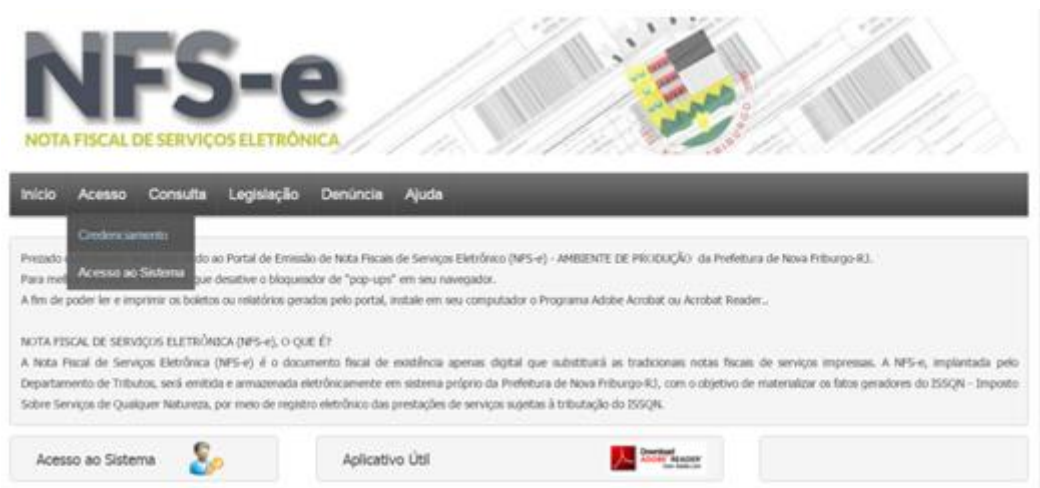 NFS-e
NOTA FISCAL DE SERVIÇOS ELETRÔNICA
Início Acesso Consulta Legislação Denúncia Ajuda
Credenciamento
Acesso ao Sistema
Prezado ao Portal de Emissão de Nota Fiscais de Serviços Eletrônico (NFS-e) - AMBIENTE DE PRODUÇÃO da Prefeitura de Nova Friburgo-RJ.
Para que desative o bloqueador de "pop-ups" em seu navegador.
A fim de poder ler e imprimir os boletos ou relatórios gerados pelo portal, instale em seu computador o Programa Adobe Acrobat ou Acrobat Reader..
NOTA FISCAL DE SERVIÇOS ELETRÔNICA (NFS-e), O QUE É?
A Nota Fiscal de Serviços Eletrônica (NFS-e) é o documento fiscal de existência apenas digital que substituirá as tradicionais notas fiscais de serviços impressas. A NFS-e, implantada pelo
Departamento de Tributos, será emitida e armazenada eletrônicamente em sistema próprio da Prefeitura de Nova Friburgo-RJ, com o objetivo de materializar os fatos geradores do ISSQN - Imposto
Sobre Serviços de Qualquer Natureza, por meio de registro eletrônico das prestações de serviços sujeitas à tributação do ISSQN.
Acesso ao Sistema
Aplicativo Útil
Download
ADOBE READER